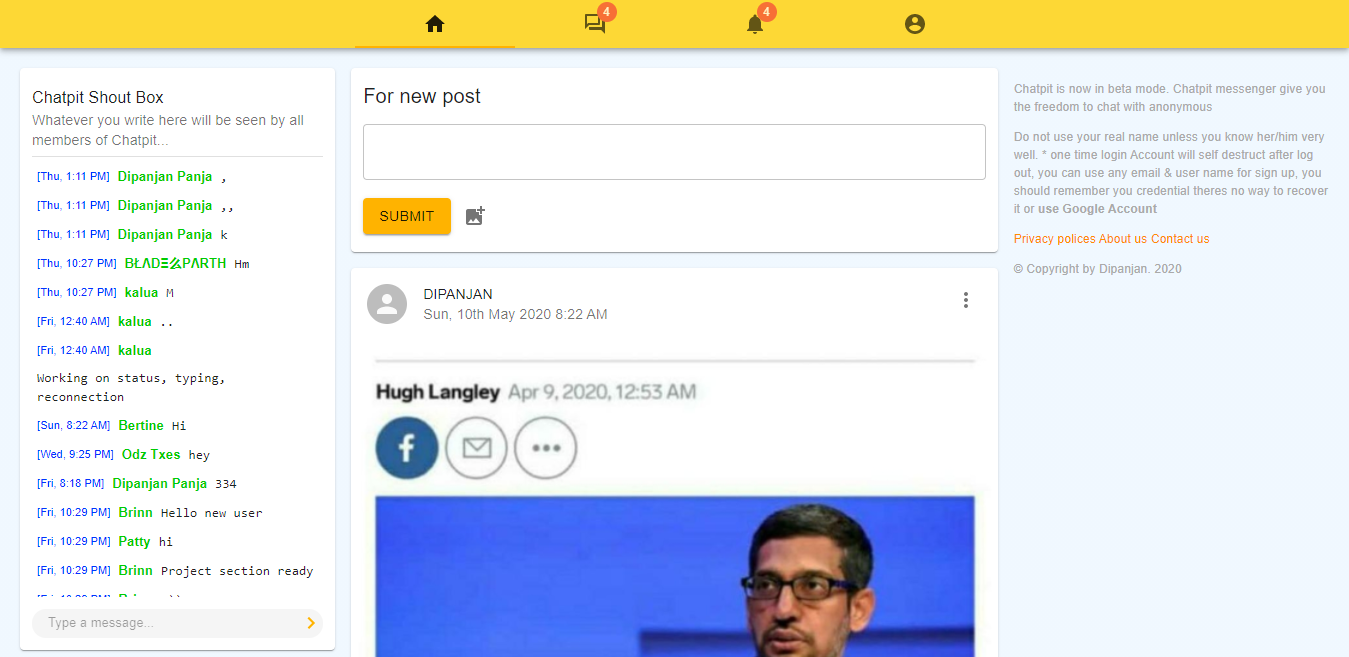 4
4
Chatpit Shout Box
Whatever you write here will be seen by all
members of Chatpit...
[Thu, 1:11 PM] Dipanjan Panja ,
[Thu, 1:11 PM] Dipanjan Panja ,,
[Thu, 1:11 PM] Dipanjan Panja k
[Thu, 10:27 PM] BŁΛDΞ么PΛRTH Hm
[Thu, 10:27 PM] kalua M
[Fri, 12:40 AM] kalua ..
[Fri, 12:40 AM] kalua
Working on status, typing,
reconnection
[Sun, 8:22 AM] Bertine Hi
[Wed, 9:25 PM] Odz Txes hey
[Fri, 8:18 PM] Dipanjan Panja 334
[Fri, 10:29 PM] Brinn Hello new user
[Fri, 10:29 PM] Patty hi
[Fri, 10:29 PM] Brinn Project section ready
Type a message...
For new post
SUBMIT
DIPANJAN
Sun, 10th May 2020 8:22 AM
Hugh Langley Apr 9, 2020, 12:53 AM
f
Chatpit is now in beta mode. Chatpit messenger give you
the freedom to chat with anonymous
Do not use your real name unless you know her/him very
well. * one time login Account will self destruct after log
out, you can use any email & user name for sign up, you
should remember you credential theres no way to recover
it or use Google Account
Privacy polices About us Contact us
© Copyright by Dipanjan. 2020